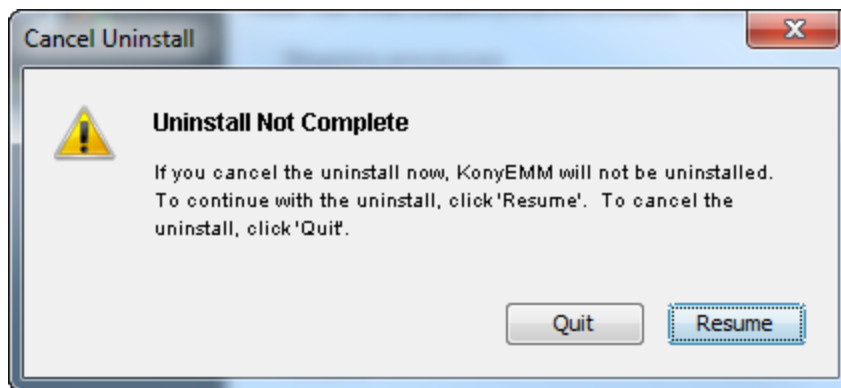 Cancel Uninstall
Uninstall Not Complete
If you cancel the uninstall now, KonyEMM will not be uninstalled.
To continue with the uninstall, click 'Resume'.  To cancel the
uninstall, click 'Quit'.
Quit
Resume